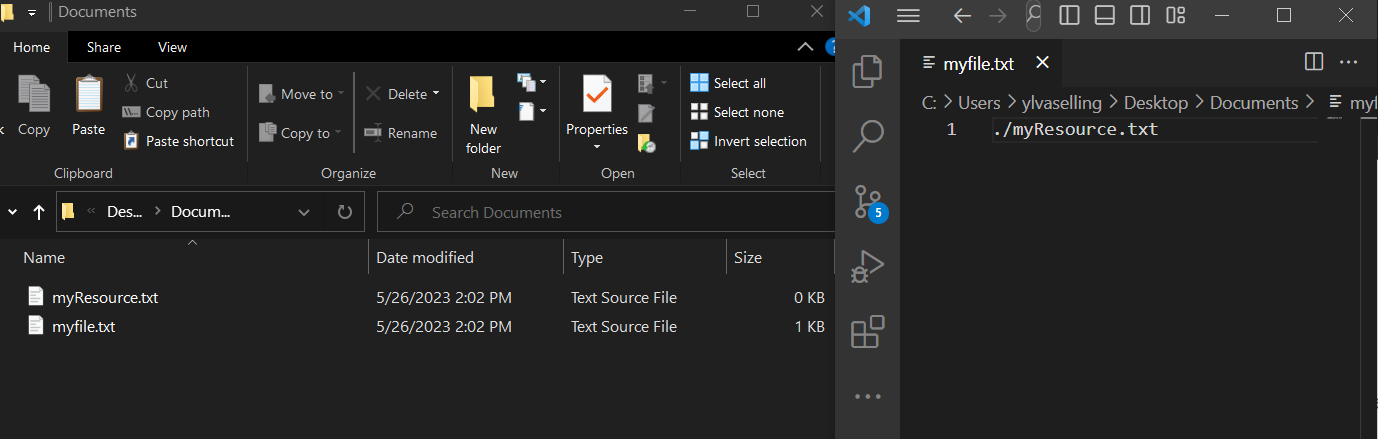 Documents
Home Share View
Copy
Paste
Cut
Copy path
Paste shortcut
Clipboard
Move to
Copy to
Delete
Rename
Organize
New
folder
New
Properties
Open
Select all
Select none
Invert selection
Select
« Des... > Docum...
Search Documents
Name Date modified Type Size
myResource.txt 5/26/2023 2:02 PM Text Source File 0 KB
myfile.txt 5/26/2023 2:02 PM Text Source File 1 KB
myfile.txt
C: > Users > ylvaselling > Desktop > Documents > myf
1 ./myResource.txt
5